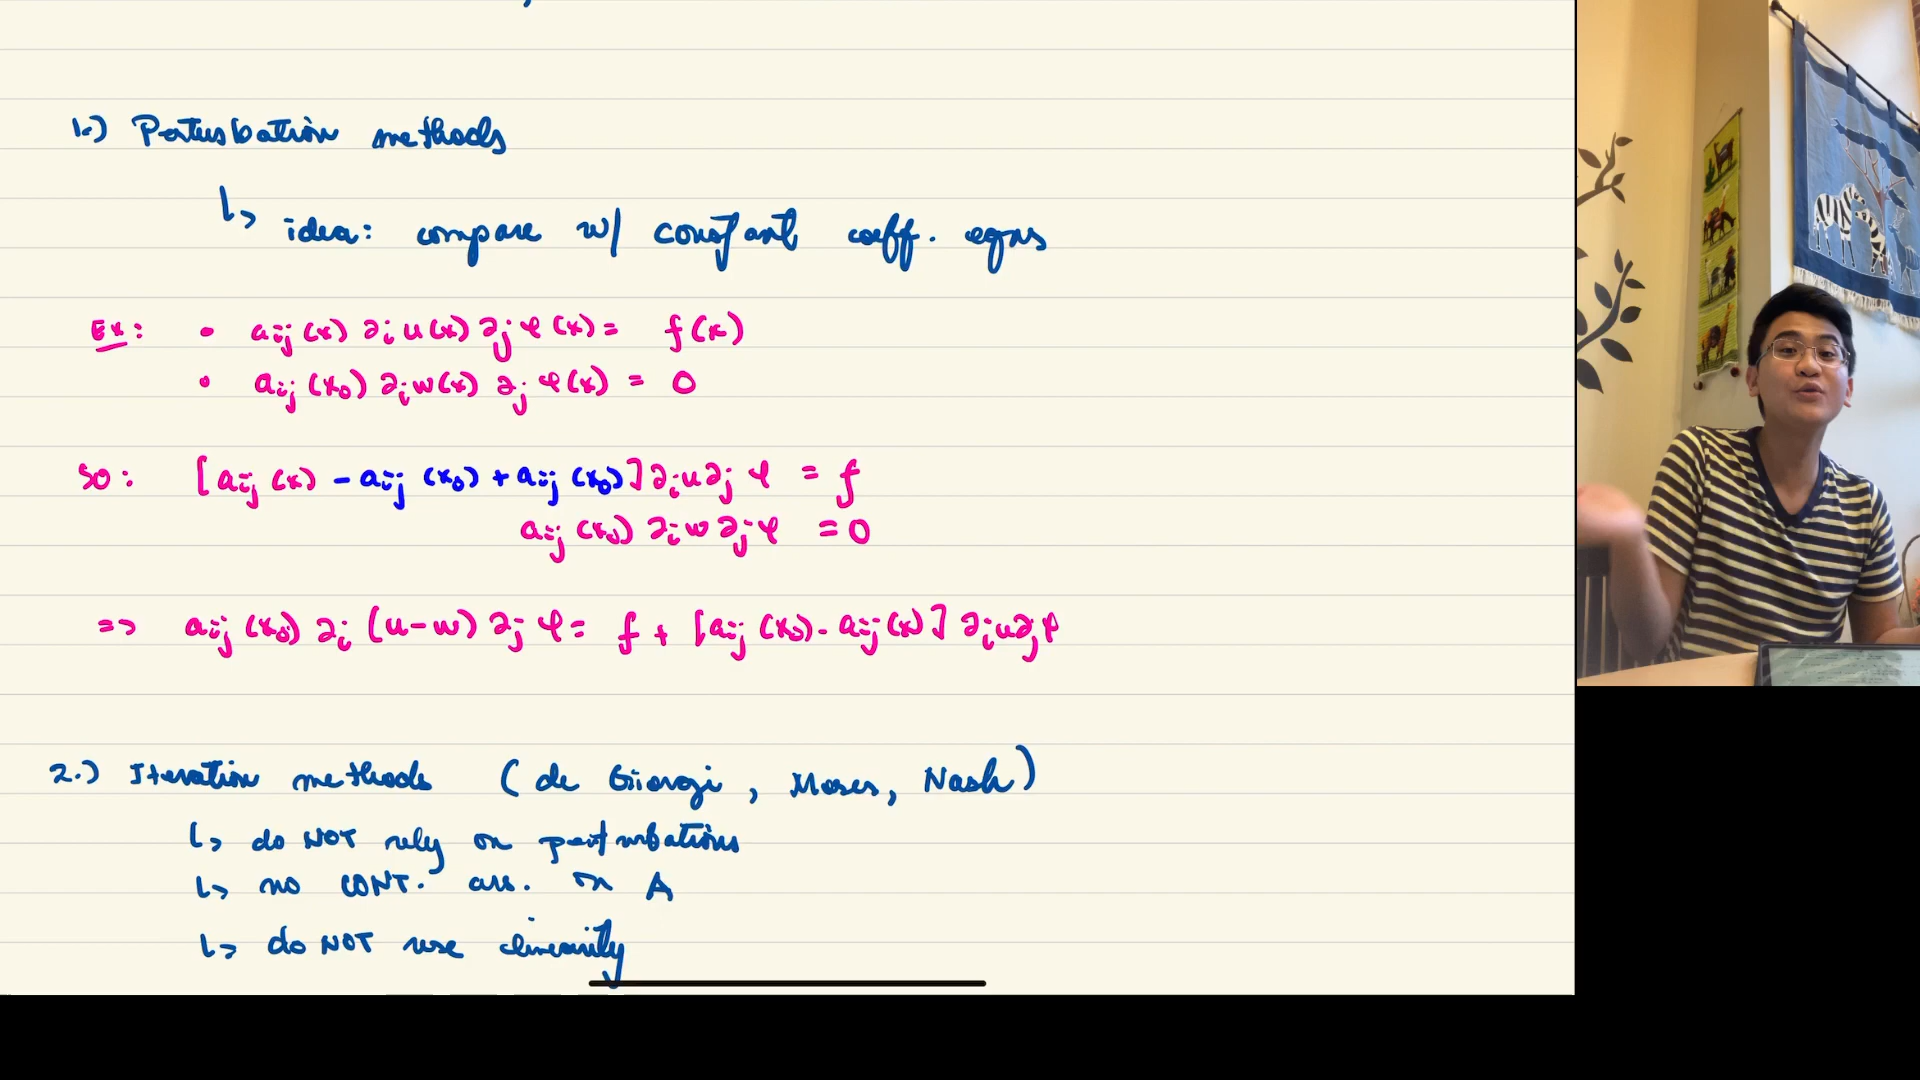 1.) Perturbation methods
↳ idea: compare w/ constant coeff. eqns
Ex: • aij (x) ∂i u(x) ∂j φ(x) = f(x)
• aij (x0) ∂i w(x) ∂j φ(x) = 0
SO: [aij (x) - aij (x0) + aij (x0)] ∂i u ∂j φ = f
aij (x0) ∂i w ∂j φ = 0
=> aij (x0) ∂i (u-w) ∂j φ = f + [aij (x0) - aij (x)] ∂i u ∂j φ
2.) Iteration methods (de Giorgi, Moser, Nash)
↳ do NOT rely on perturbations
↳ no CONT. ass. on A
↳ do NOT use linearity